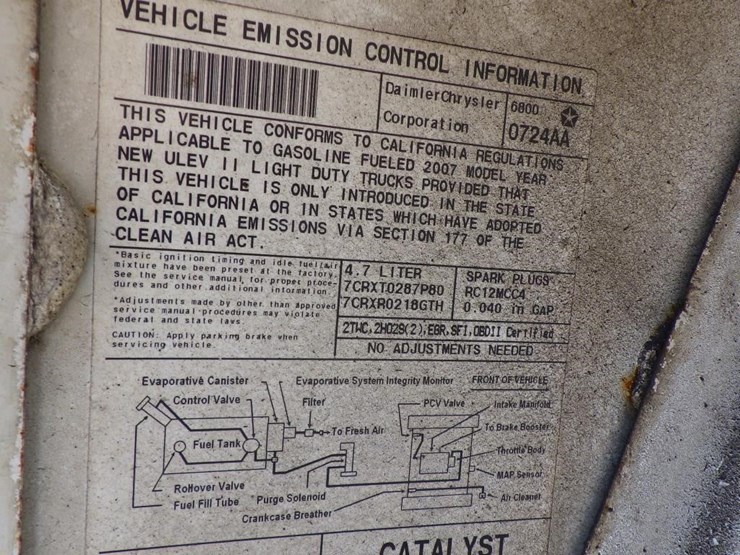 VEHICLE EMISSION CONTROL INFORMATION
DaimlerChrysler
Corporation
6800
0724AA
THIS VEHICLE CONFORMS TO CALIFORNIA REGULATIONS
APPLICABLE TO GASOLINE FUELED 2007 MODEL YEAR
NEW ULEV II LIGHT DUTY TRUCKS PROVIDED THAT
THIS VEHICLE IS ONLY INTRODUCED IN THE STATE
OF CALIFORNIA OR IN STATES WHICH HAVE ADOPTED
CALIFORNIA EMISSIONS VIA SECTION 177 OF THE
CLEAN AIR ACT.
*Basic ignition timing and idle fuel/air
mixture have been preset at the factory.
See the service manual for proper proce-
dures and other additional information.
*Adjustments made by other than approved
service manual procedures may violate
federal and state laws
CAUTION: Apply parking brake when
servicing vehicle.
4.7 LITER
7CRXT0287P80
7CRXR0218GTH
SPARK PLUGS
RC12MCC4
0.040 in GAP
2TWC,2HO2S(2),EGR,SFI,OBDII Certified
NO ADJUSTMENTS NEEDED
Evaporative Canister
Evaporative System Integrity Monitor
FRONT OF VEHICLE
Control Valve
Filter
PCV Valve
Intake Manifold
To Fresh Air
To Brake Booster
Fuel Tank
Throttle Body
MAP Sensor
Rollover Valve
Fuel Fill Tube
Purge Solenoid
Air Cleaner
Crankcase Breather
CATALYST